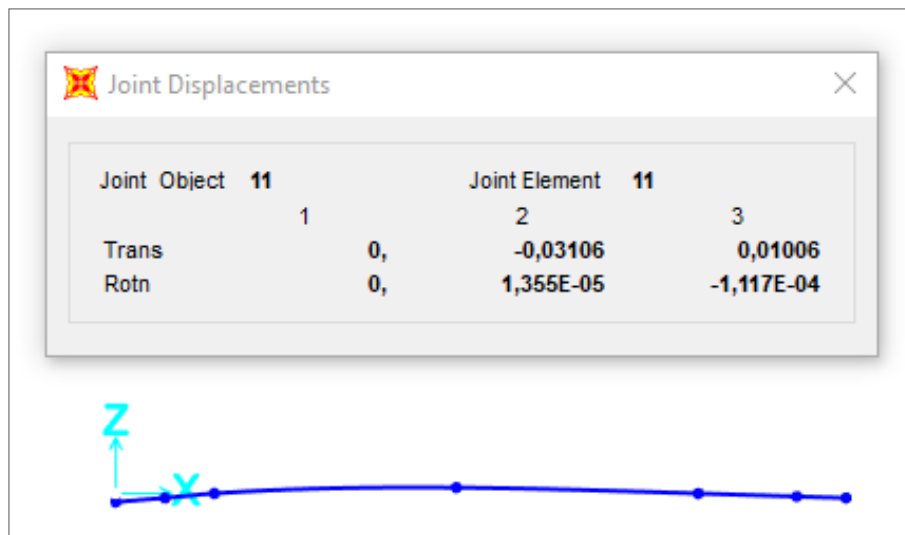 Joint Displacements
Joint Object 11 Joint Element 11
1 2 3
Trans 0, -0,03106 0,01006
Rotn 0, 1,355E-05 -1,117E-04
Z
X